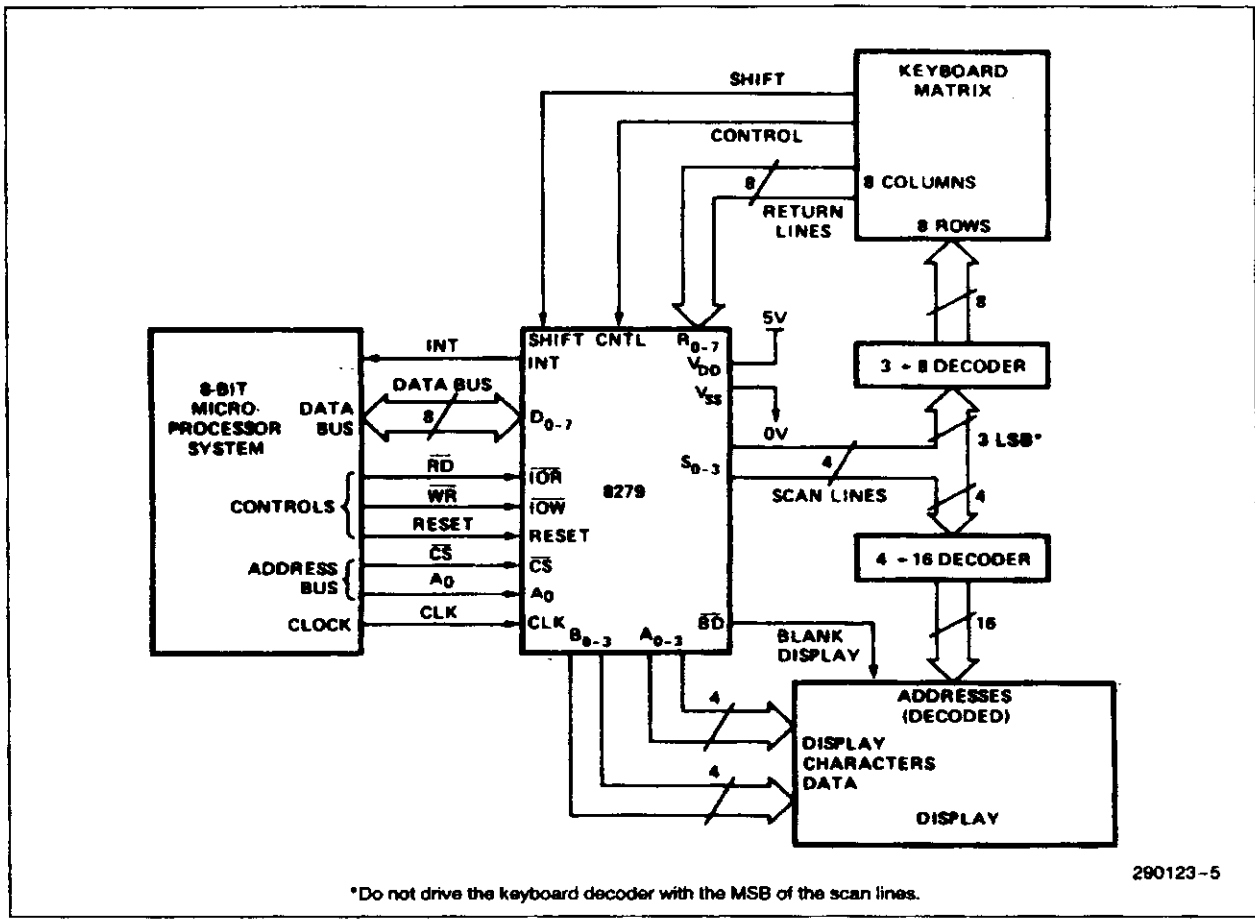 KEYBOARD
MATRIX
SHIFT
CONTROL
8
8 COLUMNS
RETURN
LINES
8 ROWS
8
3 - 8 DECODER
5V
SHIFT CNTL R0-7
INT
INT
VDD
VSS
0V
8-BIT
MICRO-
PROCESSOR
SYSTEM
DATA
BUS
DATA BUS
8
D0-7
3 LSB*
S0-3
4
SCAN LINES
4
CONTROLS
RD
IOR
WR
IOW
8279
RESET
RESET
4 - 16 DECODER
ADDRESS
BUS
CS
CS
A0
A0
CLOCK
CLK
CLK
B0-3
A0-3
BD
BLANK
DISPLAY
16
ADDRESSES
(DECODED)
4
DISPLAY
CHARACTERS
DATA
4
DISPLAY
290123-5
*Do not drive the keyboard decoder with the MSB of the scan lines.